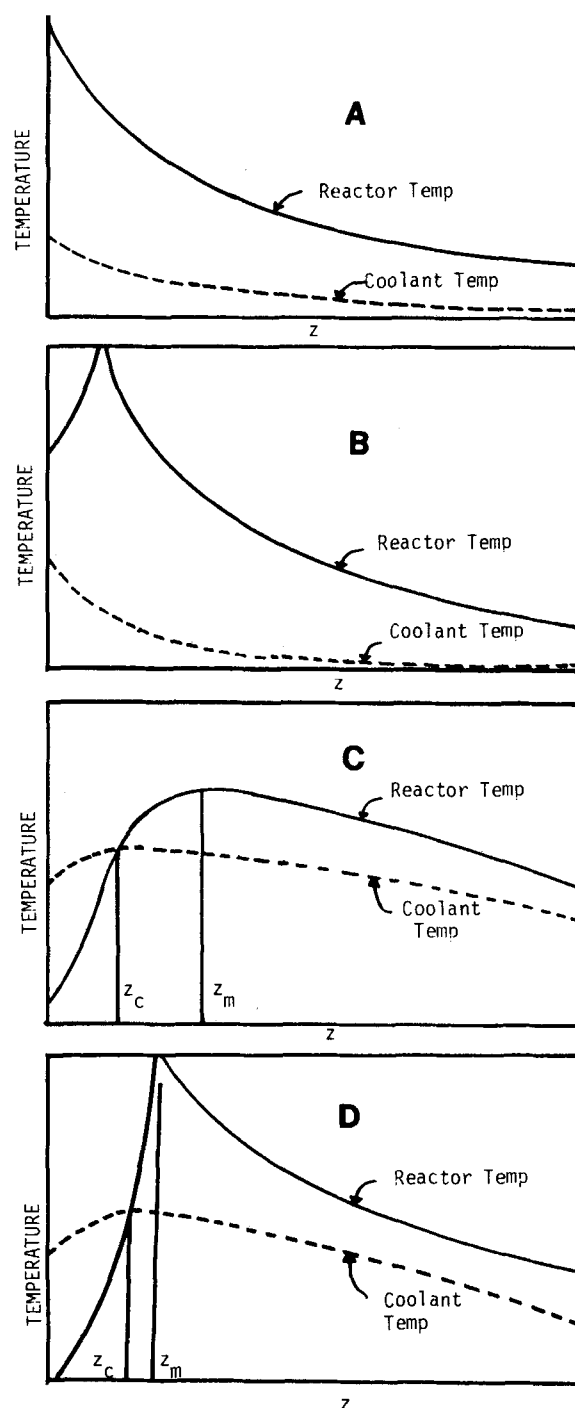 A
TEMPERATURE
Reactor Temp
Coolant Temp
z
B
TEMPERATURE
Reactor Temp
Coolant Temp
z
C
TEMPERATURE
Reactor Temp
Coolant
Temp
z_c
z_m
z
D
TEMPERATURE
Reactor Temp
Coolant
Temp
z_c
z_m
z